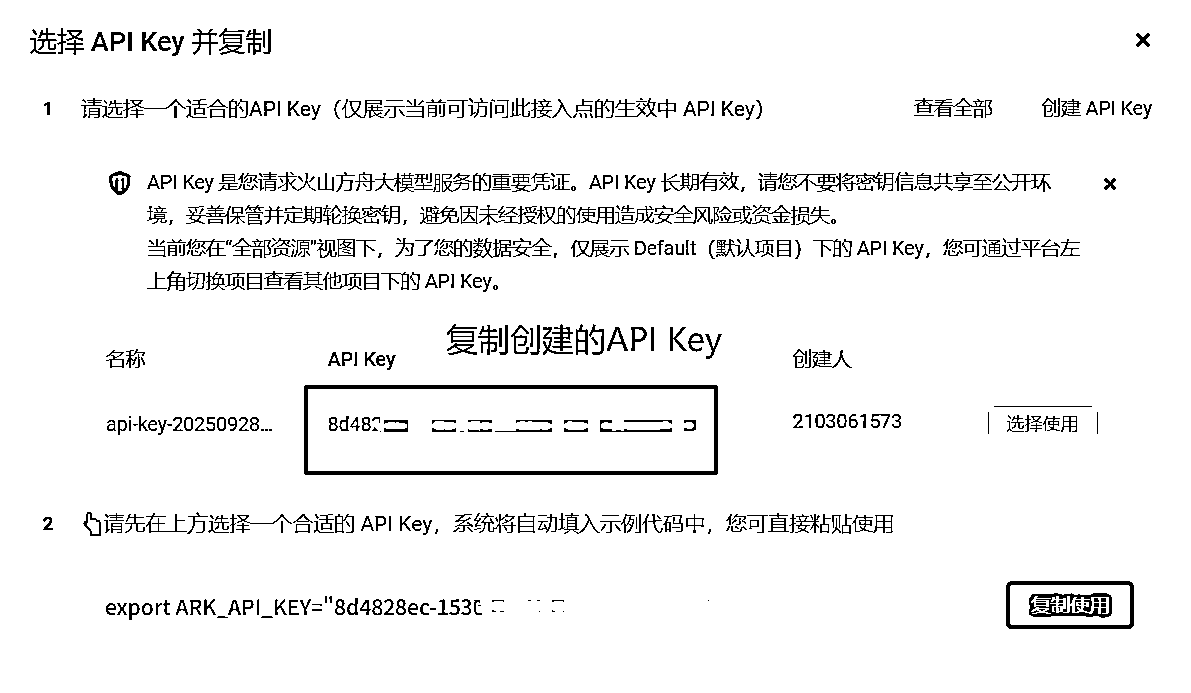 选择 API Key 并复制
1 请选择一个适合的API Key（仅展示当前可访问此接入点的生效中 API Key） 查看全部 创建 API Key
API Key 是您请求火山方舟大模型服务的重要凭证。API Key 长期有效，请您不要将密钥信息共享至公开环
境，妥善保管并定期轮换密钥，避免因未经授权的使用造成安全风险或资金损失。
当前您在“全部资源”视图下，为了您的数据安全，仅展示 Default（默认项目）下的 API Key，您可通过平台左
上角切换项目查看其他项目下的 API Key。
复制创建的API Key
名称 API Key 创建人
api-key-20250928... 8d482 2103061573 选择使用
2 请先在上方选择一个合适的 API Key，系统将自动填入示例代码中，您可直接粘贴使用
export ARK_API_KEY="8d4828ec-153 复制使用